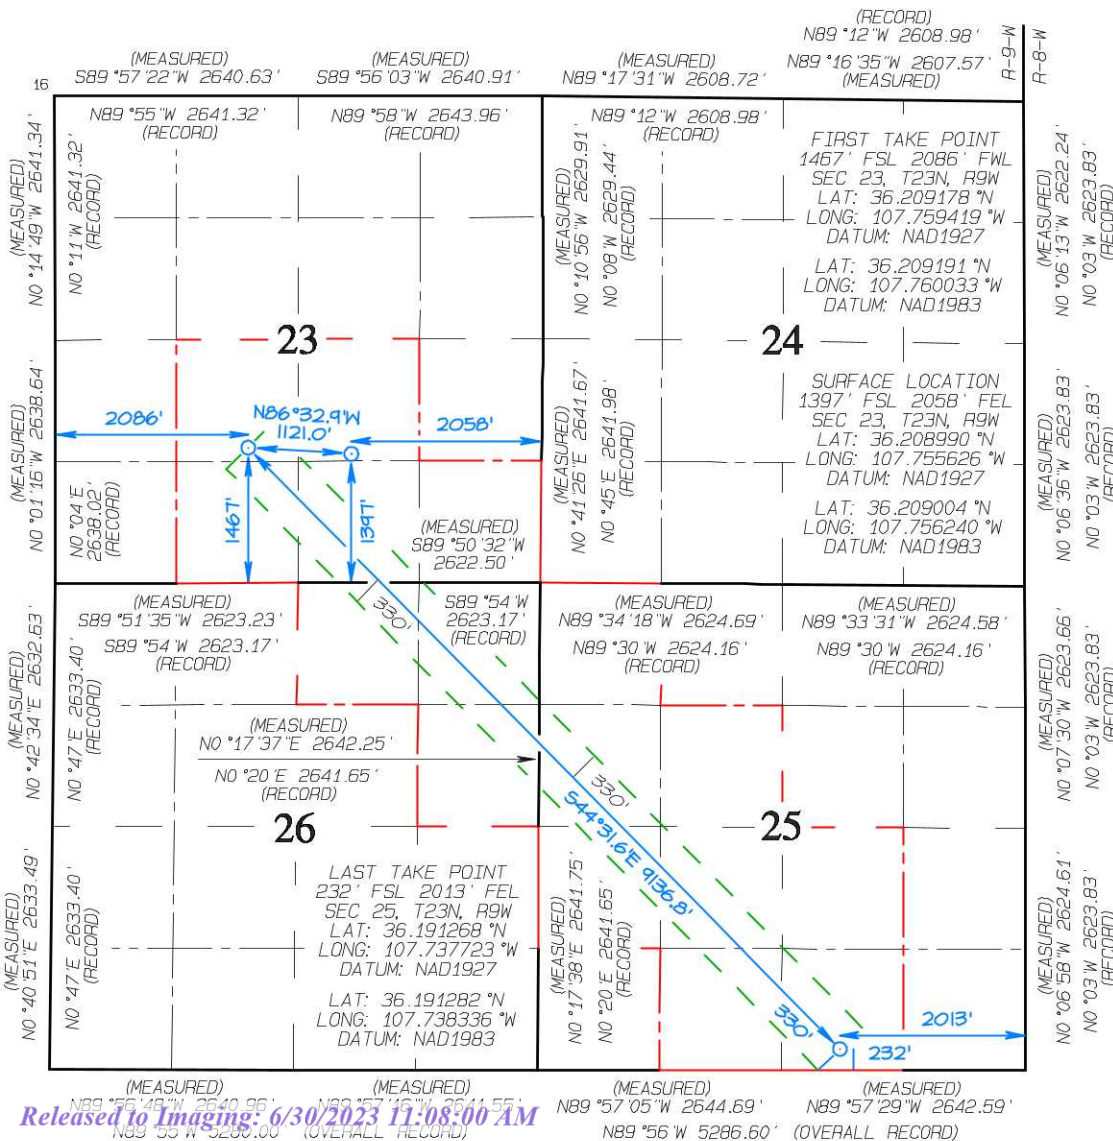 (RECORD)
N89°12'W 2608.98'
N89°16'35"W 2607.57'
(MEASURED)
R-9-W
R-8-W
(MEASURED)
S89°57'22"W 2640.63'
(MEASURED)
S89°56'03"W 2640.91'
(MEASURED)
N89°17'31"W 2608.72'
16
N89°55'W 2641.32'
(RECORD)
N89°58'W 2643.96'
(RECORD)
N89°12'W 2608.98'
(RECORD)
(MEASURED)
N0°14'49"W 2641.34'
N0°11'W 2641.32'
(RECORD)
(MEASURED)
N0°10'56"W 2629.91'
N0°08'W 2629.44'
(RECORD)
FIRST TAKE POINT
1467' FSL 2086' FWL
SEC 23, T23N, R9W
LAT: 36.209178°N
LONG: 107.759419°W
DATUM: NAD1927
LAT: 36.209191°N
LONG: 107.760033°W
DATUM: NAD1983
(MEASURED)
N0°06'13"W 2622.24'
N0°03'W 2623.83'
(RECORD)
23
24
(MEASURED)
N0°01'16"W 2638.64'
N0°04'E
2638.02'
(RECORD)
2086'
N86°32.9'W
1121.0'
2058'
1467'
1397'
(MEASURED)
S89°50'32"W
2622.50'
(MEASURED)
N0°41'26"E 2641.67'
N0°45'E 2641.98'
(RECORD)
SURFACE LOCATION
1397' FSL 2058' FEL
SEC 23, T23N, R9W
LAT: 36.208990°N
LONG: 107.755626°W
DATUM: NAD1927
LAT: 36.209004°N
LONG: 107.756240°W
DATUM: NAD1983
(MEASURED)
N0°06'36"W 2623.83'
N0°03'W 2623.83'
(RECORD)
(MEASURED)
S89°51'35"W 2623.23'
S89°54'W 2623.17'
(RECORD)
330'
S89°54'W
2623.17'
(RECORD)
(MEASURED)
N89°34'18"W 2624.69'
N89°30'W 2624.16'
(RECORD)
(MEASURED)
N89°33'31"W 2624.58'
N89°30'W 2624.16'
(RECORD)
(MEASURED)
N0°42'34"E 2632.63'
N0°47'E 2633.40'
(RECORD)
(MEASURED)
N0°17'37"E 2642.25'
N0°20'E 2641.65'
(RECORD)
330'
S44°31.6'E 9136.8'
(MEASURED)
N0°07'30"W 2623.66'
N0°03'W 2623.83'
(RECORD)
26
25
(MEASURED)
N0°40'51"E 2633.49'
N0°47'E 2633.40'
(RECORD)
LAST TAKE POINT
232' FSL 2013' FEL
SEC 25, T23N, R9W
LAT: 36.191268°N
LONG: 107.737723°W
DATUM: NAD1927
LAT: 36.191282°N
LONG: 107.738336°W
DATUM: NAD1983
(MEASURED)
N0°17'38"E 2641.75'
N0°20'E 2641.65'
(RECORD)
330'
2013'
232'
(MEASURED)
N0°06'58"W 2624.61'
N0°03'W 2623.83'
(RECORD)
(MEASURED)
N89°56'48"W 2640.96'
(MEASURED)
N89°57'16"W 2641.55'
(MEASURED)
N89°57'05"W 2644.69'
(MEASURED)
N89°57'29"W 2642.59'
Released to Imaging: 6/30/2023 11:08:00 AM
N89°55'W 5280.00' (OVERALL RECORD)
N89°56'W 5286.60' (OVERALL RECORD)